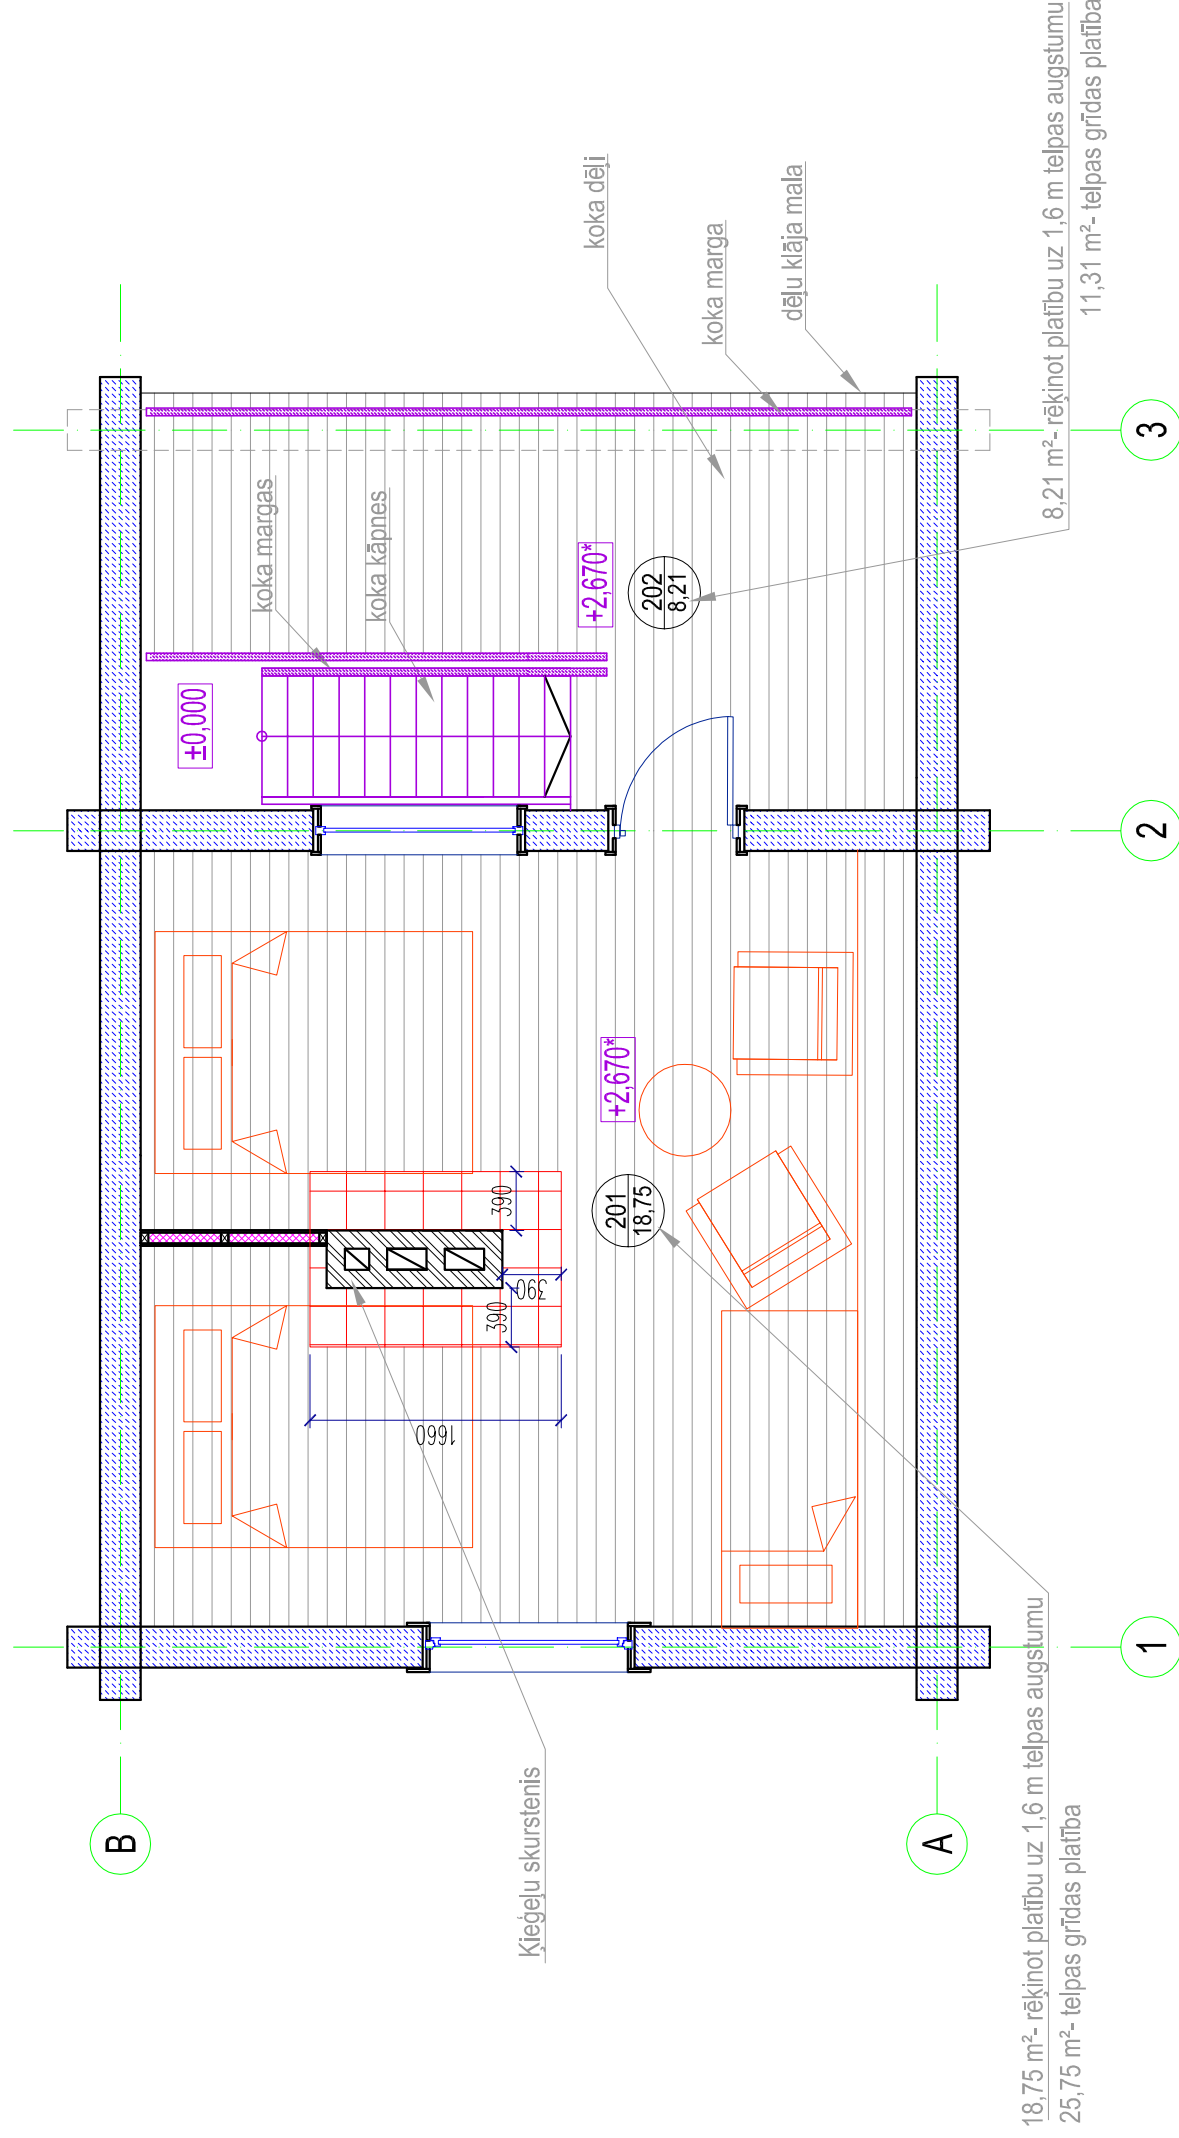 B
A
1
2
3
koka margas
koka kāpnes
koka dēļi
koka marga
dēļu klāja mala
±0,000
+2,670*
202
8,21
8,21 m²- rēķinot platību uz 1,6 m telpas augstumu
11,31 m²- telpas grīdas platība
+2,670*
201
18,75
390
390
390
1660
Ķieģeļu skurstenis
18,75 m²- rēķinot platību uz 1,6 m telpas augstumu
25,75 m²- telpas grīdas platība